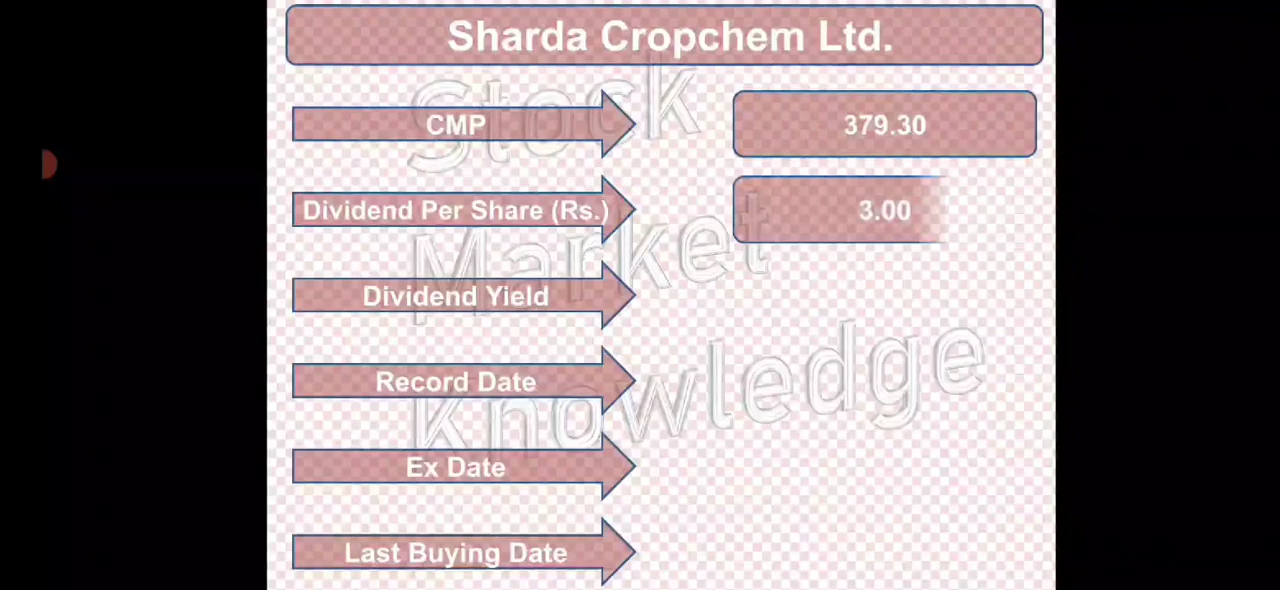 Sharda Cropchem Ltd.
CMP
379.30
Dividend Per Share (Rs.)
3.00
Dividend Yield
Record Date
Ex Date
Last Buying Date
Stock
Market
Knowledge